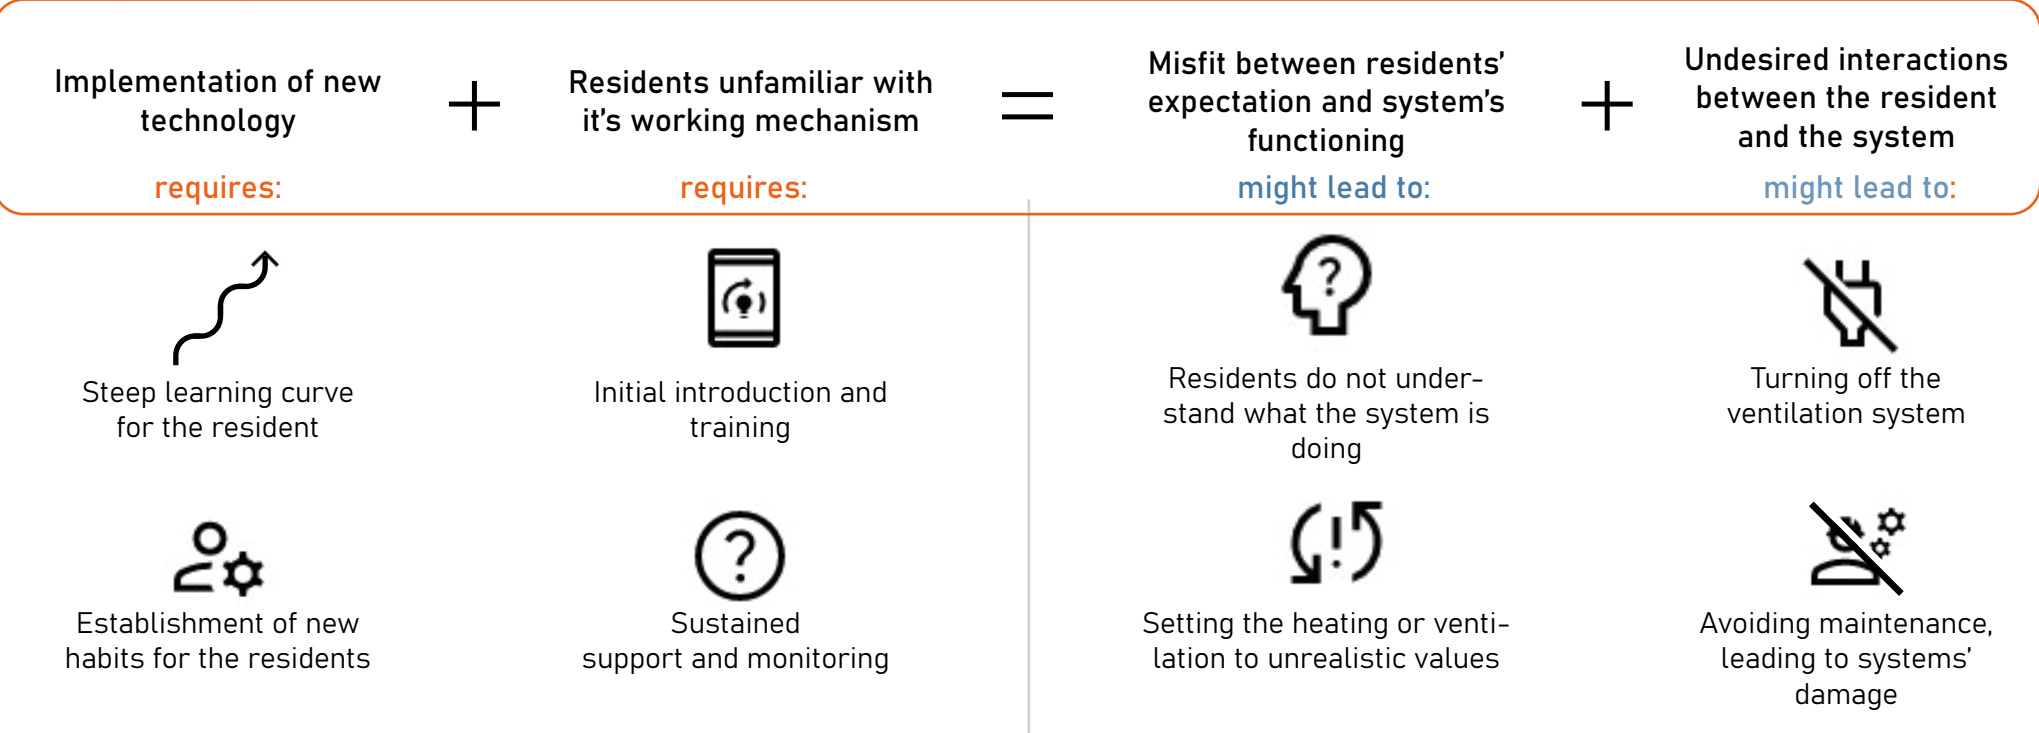 Implementation of new
technology
requires:
+
Residents unfamiliar with
it's working mechanism
requires:
=
Misfit between residents'
expectation and system's
functioning
might lead to:
+
Undesired interactions
between the resident
and the system
might lead to:
Steep learning curve
for the resident
Initial introduction and
training
?
Residents do not under-
stand what the system is
doing
Turning off the
ventilation system
Establishment of new
habits for the residents
?
Sustained
support and monitoring
!
Setting the heating or venti-
lation to unrealistic values
Avoiding maintenance,
leading to systems'
damage